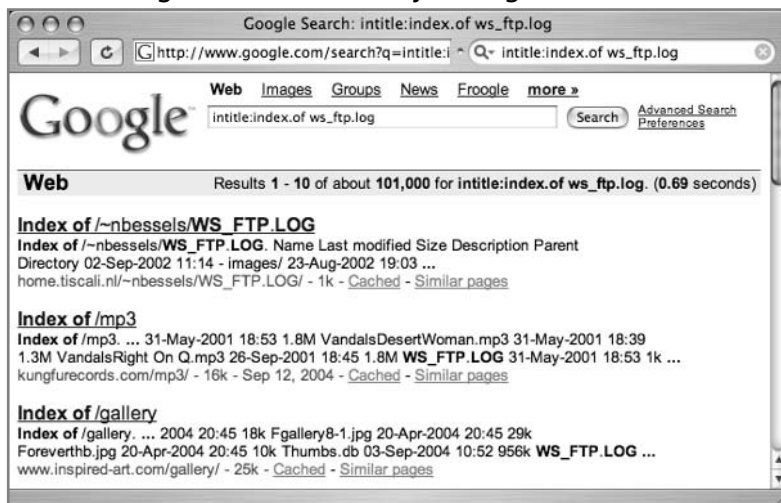 Google Search: intitle:index.of ws_ftp.log
G http://www.google.com/search?q=intitle:i
Q intitle:index.of ws_ftp.log
Web Images Groups News Froogle more »
Google
intitle:index.of ws_ftp.log
Search
Advanced Search
Preferences
Web Results 1 - 10 of about 101,000 for intitle:index.of ws_ftp.log. (0.69 seconds)
Index of /~nbessels/WS_FTP.LOG
Index of /~nbessels/WS_FTP.LOG. Name Last modified Size Description Parent
Directory 02-Sep-2002 11:14 - images/ 23-Aug-2002 19:03 ...
home.tiscali.nl/~nbessels/WS_FTP.LOG/ - 1k - Cached - Similar pages
Index of /mp3
Index of /mp3. ... 31-May-2001 18:53 1.8M VandalsDesertWoman.mp3 31-May-2001 18:39
1.3M VandalsRight On Q.mp3 26-Sep-2001 18:45 1.8M WS_FTP.LOG 31-May-2001 18:53 1k ...
kungfurecords.com/mp3/ - 16k - Sep 12, 2004 - Cached - Similar pages
Index of /gallery
Index of /gallery. ... 2004 20:45 18k Fgallery8-1.jpg 20-Apr-2004 20:45 29k
Foreverthb.jpg 20-Apr-2004 20:45 10k Thumbs.db 03-Sep-2004 10:52 956k WS_FTP.LOG ...
www.inspired-art.com/gallery/ - 25k - Cached - Similar pages